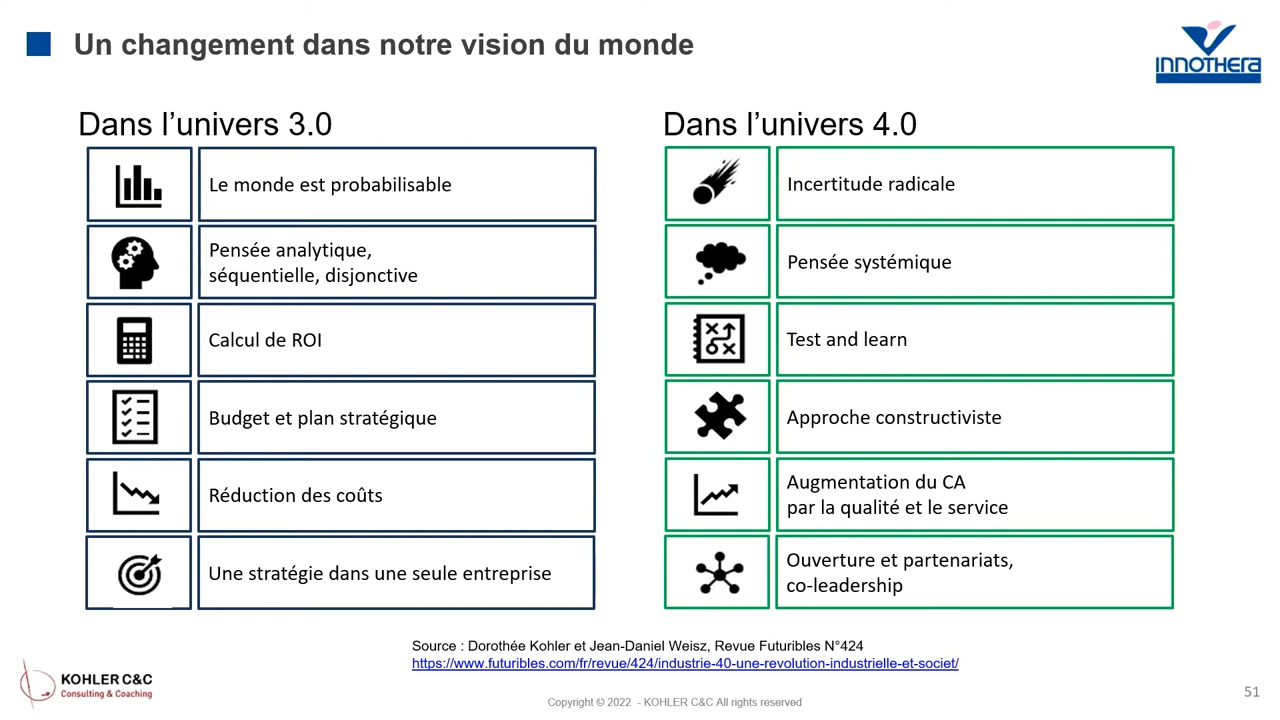 Un changement dans notre vision du monde
INNOTHERA
Dans l’univers 3.0
Le monde est probabilisable
Pensée analytique,
séquentielle, disjonctive
Calcul de ROI
Budget et plan stratégique
Réduction des coûts
Une stratégie dans une seule entreprise
Dans l’univers 4.0
Incertitude radicale
Pensée systémique
Test and learn
Approche constructiviste
Augmentation du CA
par la qualité et le service
Ouverture et partenariats,
co-leadership
Source : Dorothée Kohler et Jean-Daniel Weisz, Revue Futuribles N°424
https://www.futuribles.com/fr/revue/424/industrie-40-une-revolution-industrielle-et-societ/
KOHLER C&C
Consulting & Coaching
Copyright © 2022 - KOHLER C&C All rights reserved
51